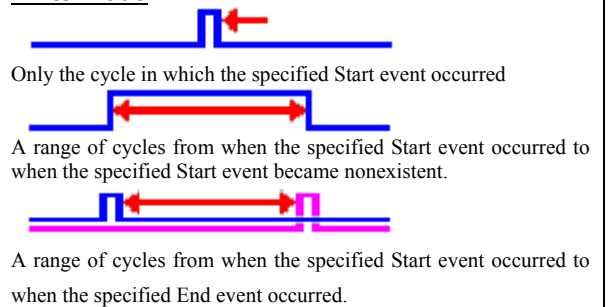 Only the cycle in which the specified Start event occurred
A range of cycles from when the specified Start event occurred to
when the specified Start event became nonexistent.
A range of cycles from when the specified Start event occurred to
when the specified End event occurred.